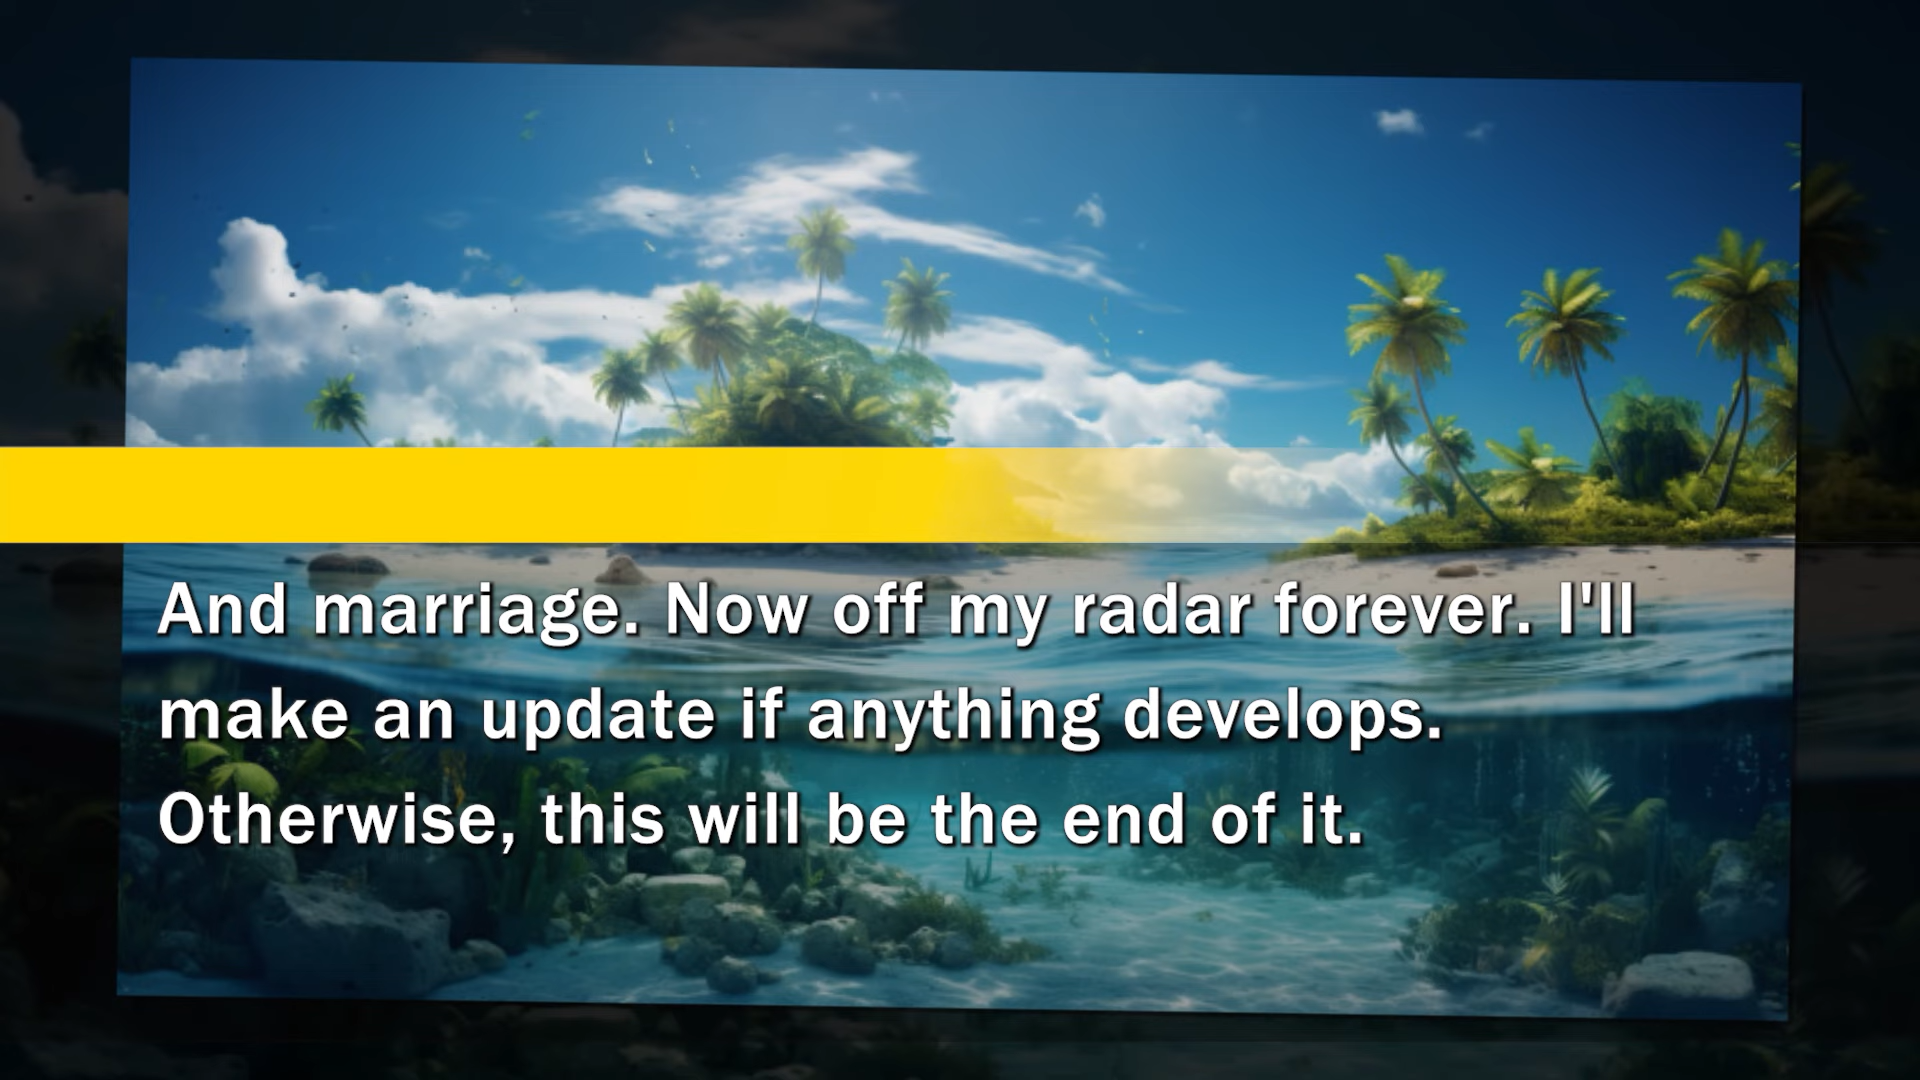 And marriage. Now off my radar forever. I'll
make an update if anything develops.
Otherwise, this will be the end of it.